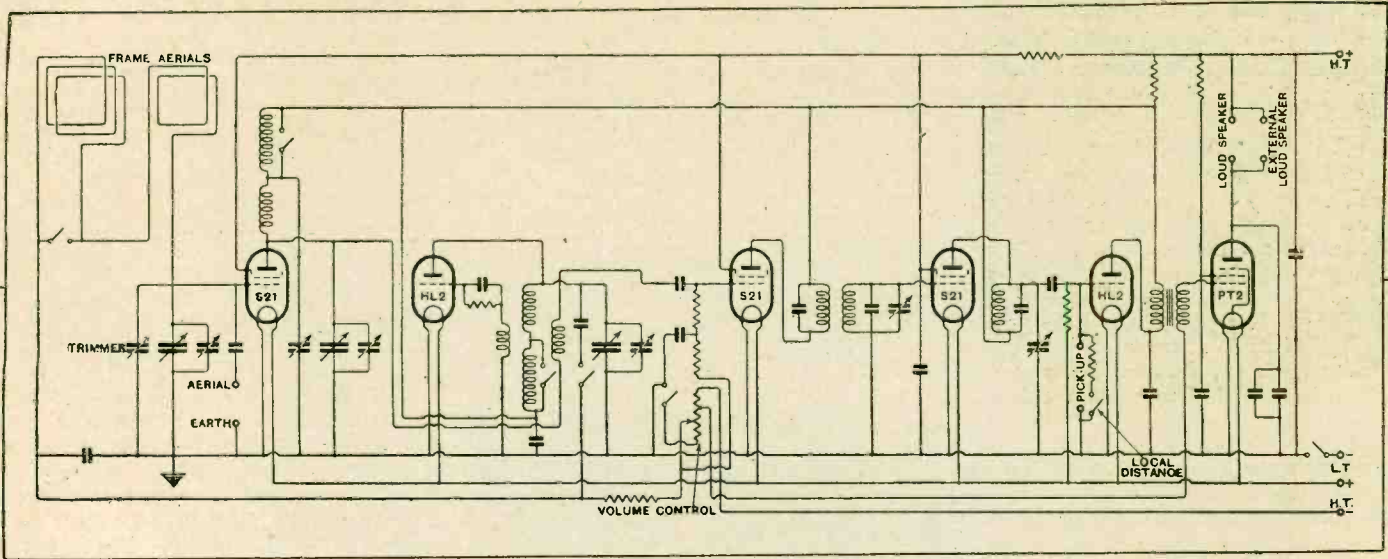 FRAME AERIALS
H.T.
+
LOUD SPEAKER
EXTERNAL
LOUD SPEAKER
S21
HL2
S21
S21
HL2
PT2
TRIMMER
AERIAL
EARTH
PICK-UP
LOCAL
DISTANCE
VOLUME CONTROL
-
L.T
+
H.T.
-